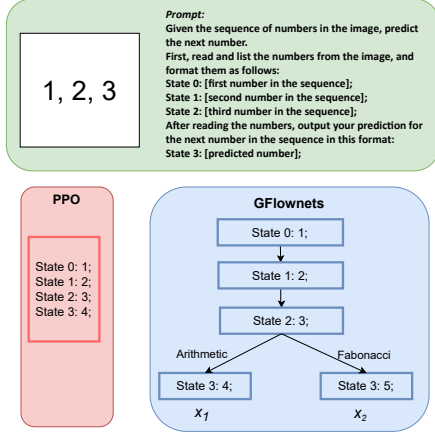 1, 2, 3
Prompt:
Given the sequence of numbers in the image, predict
the next number.
First, read and list the numbers from the image, and
format them as follows:
State 0: [first number in the sequence];
State 1: [second number in the sequence];
State 2: [third number in the sequence];
After reading the numbers, output your prediction for
the next number in the sequence in this format:
State 3: [predicted number];
PPO
State 0: 1;
State 1: 2;
State 2: 3;
State 3: 4;
GFlownets
State 0: 1;
State 1: 2;
State 2: 3;
Arithmetic
Fabonacci
State 3: 4;
State 3: 5;
x1
x2